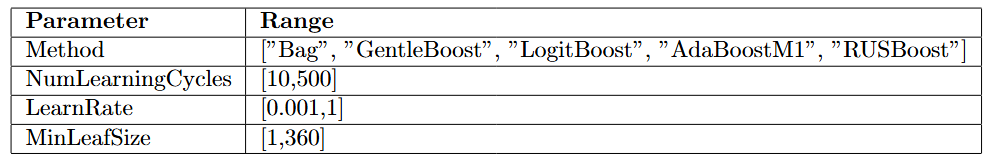 Parameter Range
Method ["Bag", "GentleBoost", "LogitBoost", "AdaBoostM1", "RUSBoost"]
NumLearningCycles [10,500]
LearnRate [0.001,1]
MinLeafSize [1,360]